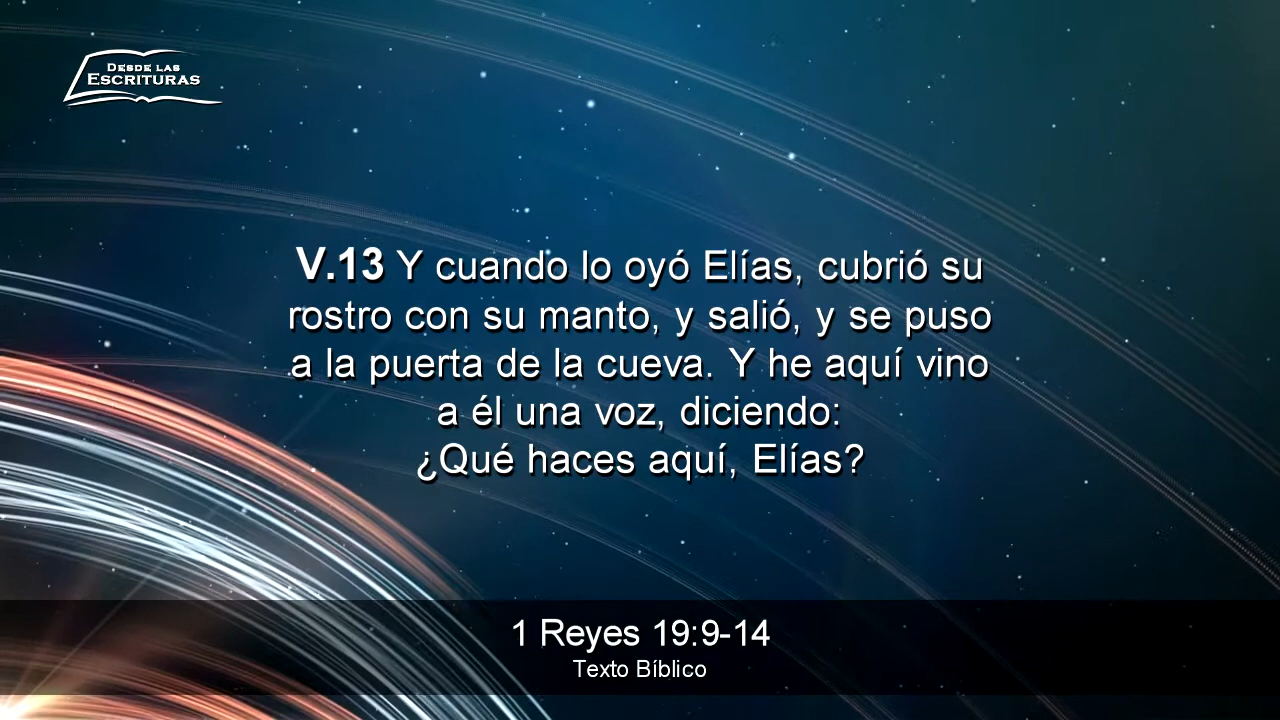 DESDE LAS
ESCRITURAS
V.13 Y cuando lo oyó Elías, cubrió su
rostro con su manto, y salió, y se puso
a la puerta de la cueva. Y he aquí vino
a él una voz, diciendo:
¿Qué haces aquí, Elías?
1 Reyes 19:9-14
Texto Bíblico